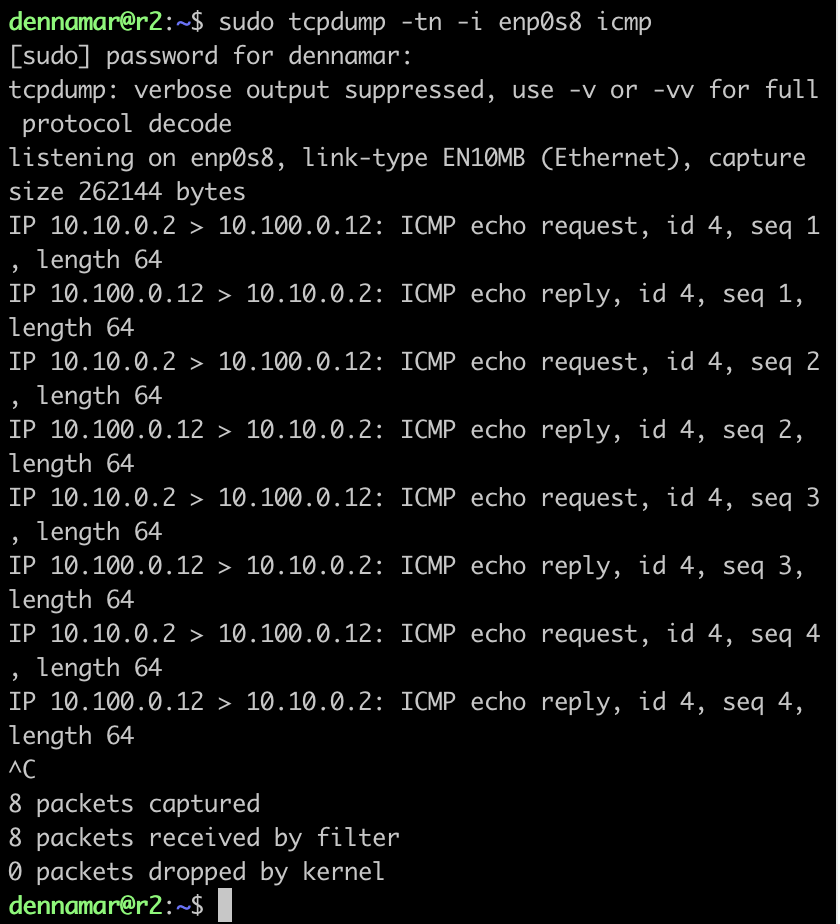 dennamar@r2:~$ sudo tcpdump -tn -i enp0s8 icmp
[sudo] password for dennamar:
tcpdump: verbose output suppressed, use -v or -vv for full
 protocol decode
listening on enp0s8, link-type EN10MB (Ethernet), capture
size 262144 bytes
IP 10.10.0.2 > 10.100.0.12: ICMP echo request, id 4, seq 1
, length 64
IP 10.100.0.12 > 10.10.0.2: ICMP echo reply, id 4, seq 1,
length 64
IP 10.10.0.2 > 10.100.0.12: ICMP echo request, id 4, seq 2
, length 64
IP 10.100.0.12 > 10.10.0.2: ICMP echo reply, id 4, seq 2,
length 64
IP 10.10.0.2 > 10.100.0.12: ICMP echo request, id 4, seq 3
, length 64
IP 10.100.0.12 > 10.10.0.2: ICMP echo reply, id 4, seq 3,
length 64
IP 10.10.0.2 > 10.100.0.12: ICMP echo request, id 4, seq 4
, length 64
IP 10.100.0.12 > 10.10.0.2: ICMP echo reply, id 4, seq 4,
length 64
^C
8 packets captured
8 packets received by filter
0 packets dropped by kernel
dennamar@r2:~$